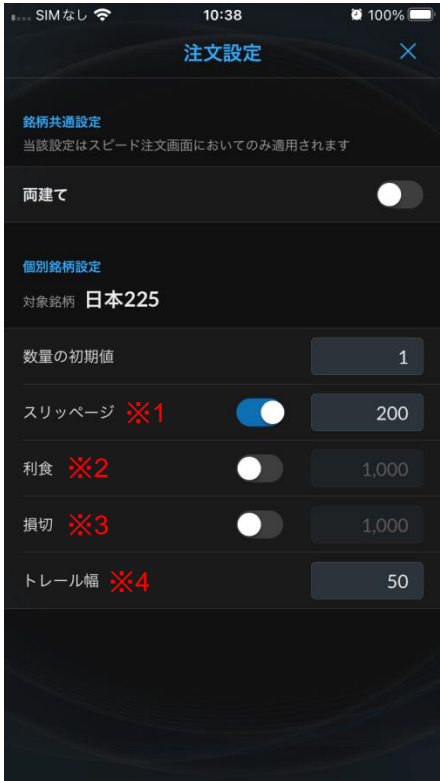 SIMなし 10:38 100%
注文設定 ×
銘柄共通設定
当該設定はスピード注文画面においてのみ適用されます
両建て
個別銘柄設定
対象銘柄 日本225
数量の初期値 1
スリッページ ※1 200
利食 ※2 1,000
損切 ※3 1,000
トレール幅 ※4 50